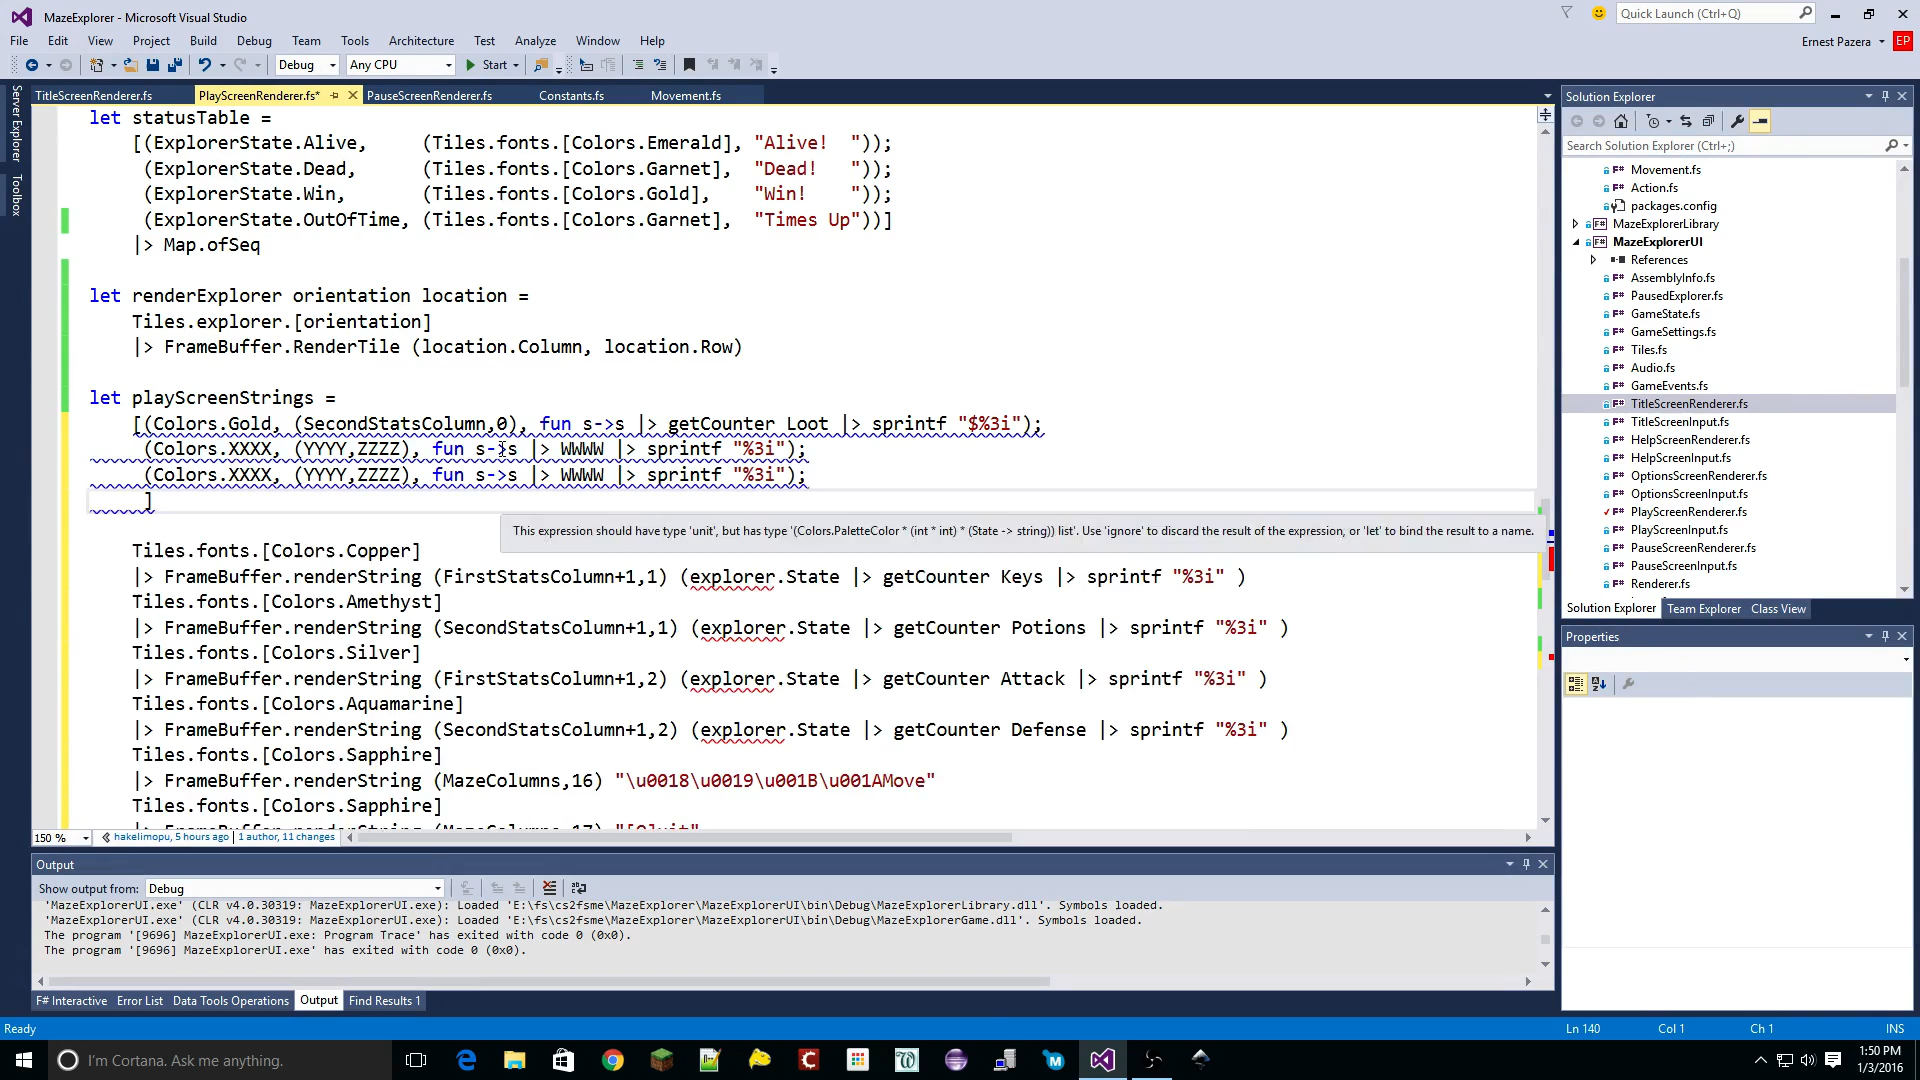 MazeExplorer - Microsoft Visual Studio
Quick Launch (Ctrl+Q)
File Edit View Project Build Debug Team Tools Architecture Test Analyze Window Help
Ernest Pazera EP
Debug Any CPU Start
Server Explorer
Toolbox
TitleScreenRenderer.fs PlayScreenRenderer.fs* PauseScreenRenderer.fs Constants.fs Movement.fs
let statusTable =
[(ExplorerState.Alive, (Tiles.fonts.[Colors.Emerald], "Alive!  "));
(ExplorerState.Dead, (Tiles.fonts.[Colors.Garnet], "Dead!   "));
(ExplorerState.Win, (Tiles.fonts.[Colors.Gold], "Win!    "));
(ExplorerState.OutOfTime, (Tiles.fonts.[Colors.Garnet], "Times Up"))]
|> Map.ofSeq
let renderExplorer orientation location =
Tiles.explorer.[orientation]
|> FrameBuffer.RenderTile (location.Column, location.Row)
let playScreenStrings =
[(Colors.Gold, (SecondStatsColumn,0), fun s->s |> getCounter Loot |> sprintf "$%3i");
(Colors.XXXX, (YYYY,ZZZZ), fun s->s |> WWWW |> sprintf "%3i");
(Colors.XXXX, (YYYY,ZZZZ), fun s->s |> WWWW |> sprintf "%3i");
]
This expression should have type 'unit', but has type '(Colors.PaletteColor * (int * int) * (State -> string)) list'. Use 'ignore' to discard the result of the expression, or 'let' to bind the result to a name.
Tiles.fonts.[Colors.Copper]
|> FrameBuffer.renderString (FirstStatsColumn+1,1) (explorer.State |> getCounter Keys |> sprintf "%3i" )
Tiles.fonts.[Colors.Amethyst]
|> FrameBuffer.renderString (SecondStatsColumn+1,1) (explorer.State |> getCounter Potions |> sprintf "%3i" )
Tiles.fonts.[Colors.Silver]
|> FrameBuffer.renderString (FirstStatsColumn+1,2) (explorer.State |> getCounter Attack |> sprintf "%3i" )
Tiles.fonts.[Colors.Aquamarine]
|> FrameBuffer.renderString (SecondStatsColumn+1,2) (explorer.State |> getCounter Defense |> sprintf "%3i" )
Tiles.fonts.[Colors.Sapphire]
|> FrameBuffer.renderString (MazeColumns,16) "\u0018\u0019\u001B\u001AMove"
Tiles.fonts.[Colors.Sapphire]
|> FrameBuffer.renderString (MazeColumns,17) "[Q]uit"
150 % hakelimopu, 5 hours ago | 1 author, 11 changes
Output
Show output from: Debug
'MazeExplorerUI.exe' (CLR v4.0.30319: MazeExplorerUI.exe): Loaded 'E:\fs\cs2fsme\MazeExplorer\MazeExplorerUI\bin\Debug\MazeExplorerLibrary.dll'. Symbols loaded.
'MazeExplorerUI.exe' (CLR v4.0.30319: MazeExplorerUI.exe): Loaded 'E:\fs\cs2fsme\MazeExplorer\MazeExplorerUI\bin\Debug\MazeExplorerGame.dll'. Symbols loaded.
The program '[9696] MazeExplorerUI.exe: Program Trace' has exited with code 0 (0x0).
The program '[9696] MazeExplorerUI.exe' has exited with code 0 (0x0).
F# Interactive Error List Data Tools Operations Output Find Results 1
Solution Explorer
Search Solution Explorer (Ctrl+;)
Movement.fs
Action.fs
packages.config
MazeExplorerLibrary
MazeExplorerUI
References
AssemblyInfo.fs
PausedExplorer.fs
GameState.fs
GameSettings.fs
Tiles.fs
Audio.fs
GameEvents.fs
TitleScreenRenderer.fs
TitleScreenInput.fs
HelpScreenRenderer.fs
HelpScreenInput.fs
OptionsScreenRenderer.fs
OptionsScreenInput.fs
PlayScreenRenderer.fs
PlayScreenInput.fs
PauseScreenRenderer.fs
PauseScreenInput.fs
Renderer.fs
Solution Explorer Team Explorer Class View
Properties
Ready Ln 140 Col 1 Ch 1 INS
I'm Cortana. Ask me anything.
1:50 PM
1/3/2016